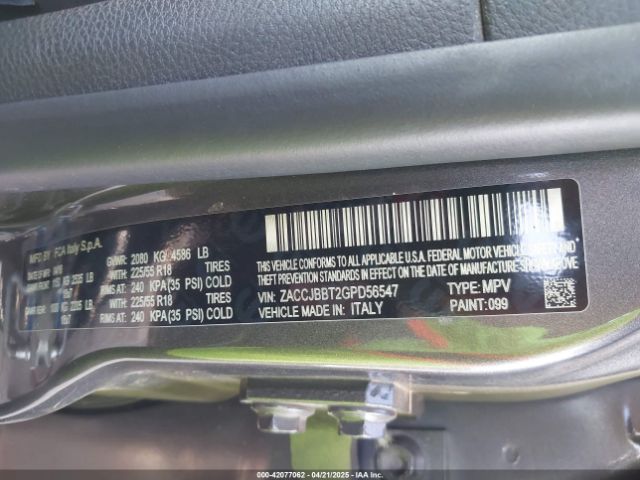 MFD BY FCA Italy S.p.A.
GVWR: 2080 KG 4586 LB
WITH 225/55 R18 TIRES
RIMS AT 240 KPA (35 PSI) COLD
WITH 225/55 R18 TIRES
RIMS AT 240 KPA (35 PSI) COLD
THIS VEHICLE CONFORMS TO ALL APPLICABLE U.S.A. FEDERAL MOTOR VEHICLE SAFETY AND
THEFT PREVENTION STANDARDS IN EFFECT ON THE DATE OF MANUFACTURE SHOWN ABOVE
VIN: ZACCJBBT2GPD56547 TYPE: MPV
VEHICLE MADE IN: ITALY PAINT: 099
000-42077062 04/21/2025 IAA Inc.